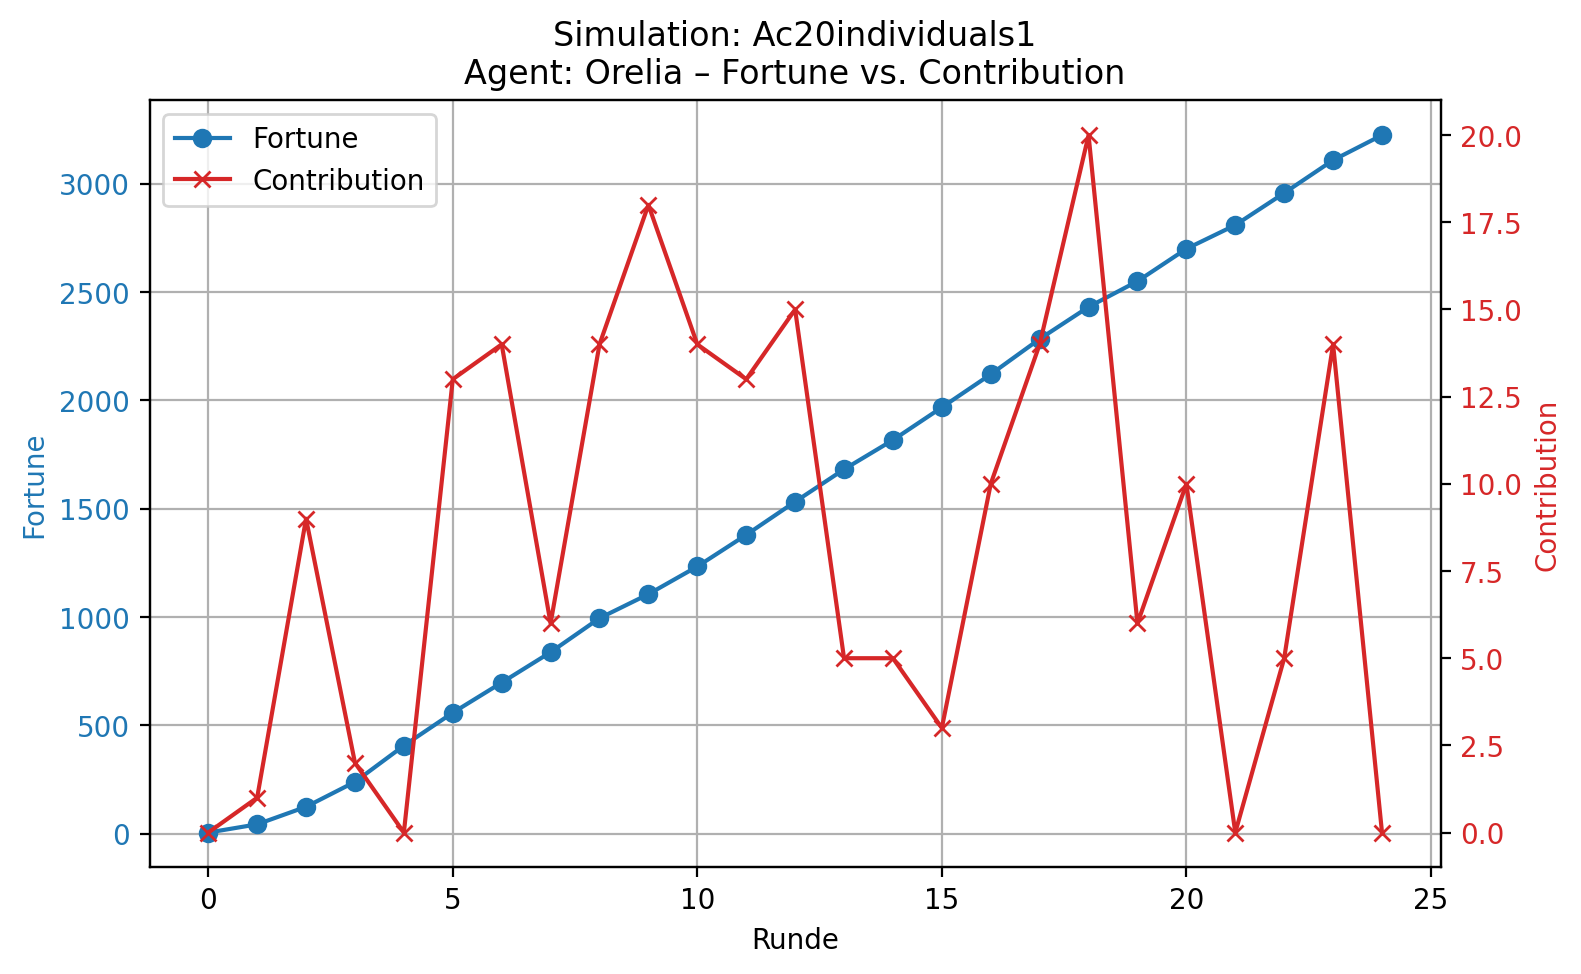 Simulation: Ac20individuals1
Agent: Orelia – Fortune vs. Contribution
Fortune
Contribution
3000
2500
2000
1500
1000
500
0
Fortune
20.0
17.5
15.0
12.5
10.0
7.5
5.0
2.5
0.0
Contribution
0 5 10 15 20 25
Runde